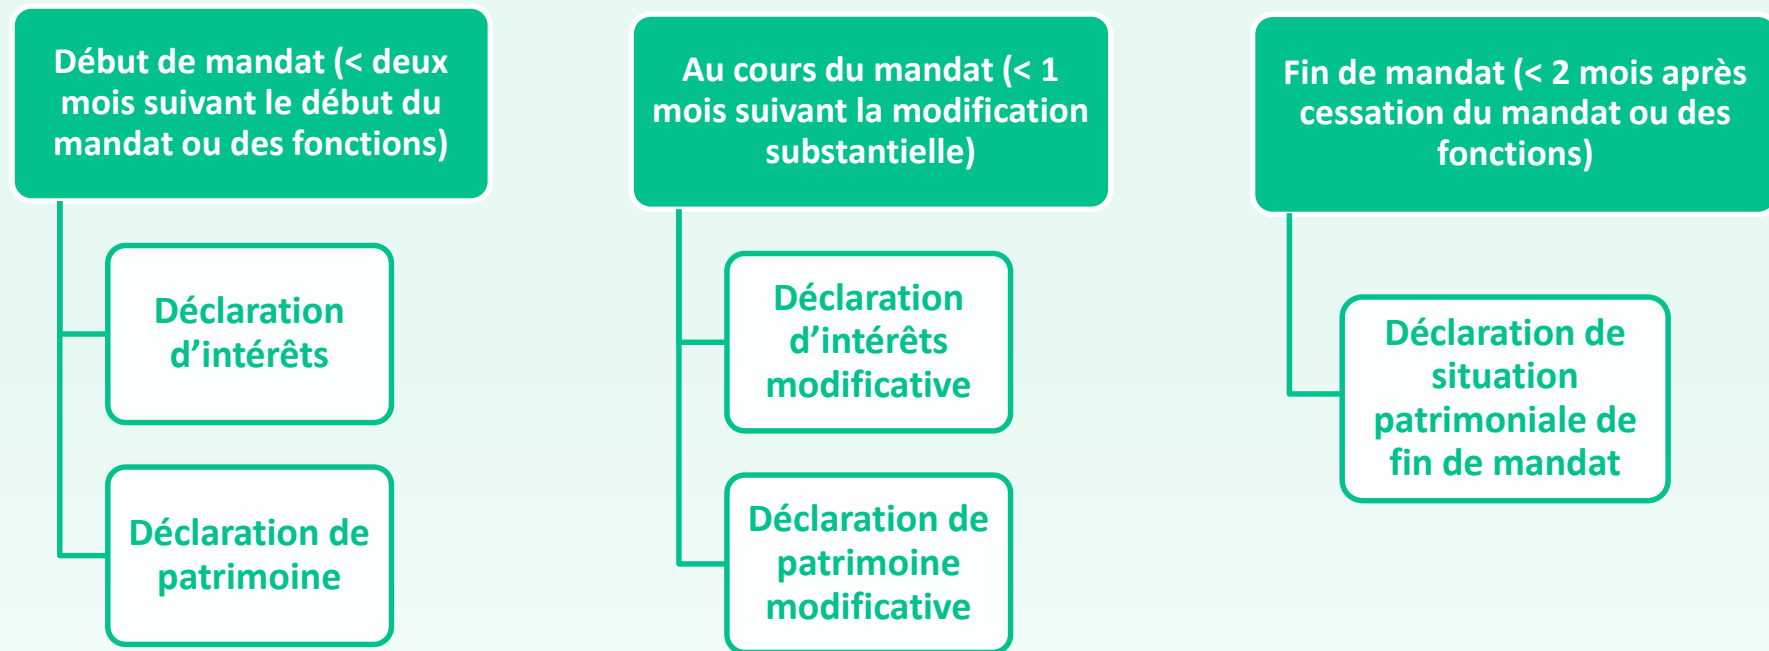 Début de mandat (< deux
mois suivant le début du
mandat ou des fonctions)
Déclaration
d’intérêts
Déclaration de
patrimoine
Au cours du mandat (< 1
mois suivant la modification
substantielle)
Déclaration
d’intérêts
modificative
Déclaration de
patrimoine
modificative
Fin de mandat (< 2 mois après
cessation du mandat ou des
fonctions)
Déclaration de
situation
patrimoniale de
fin de mandat